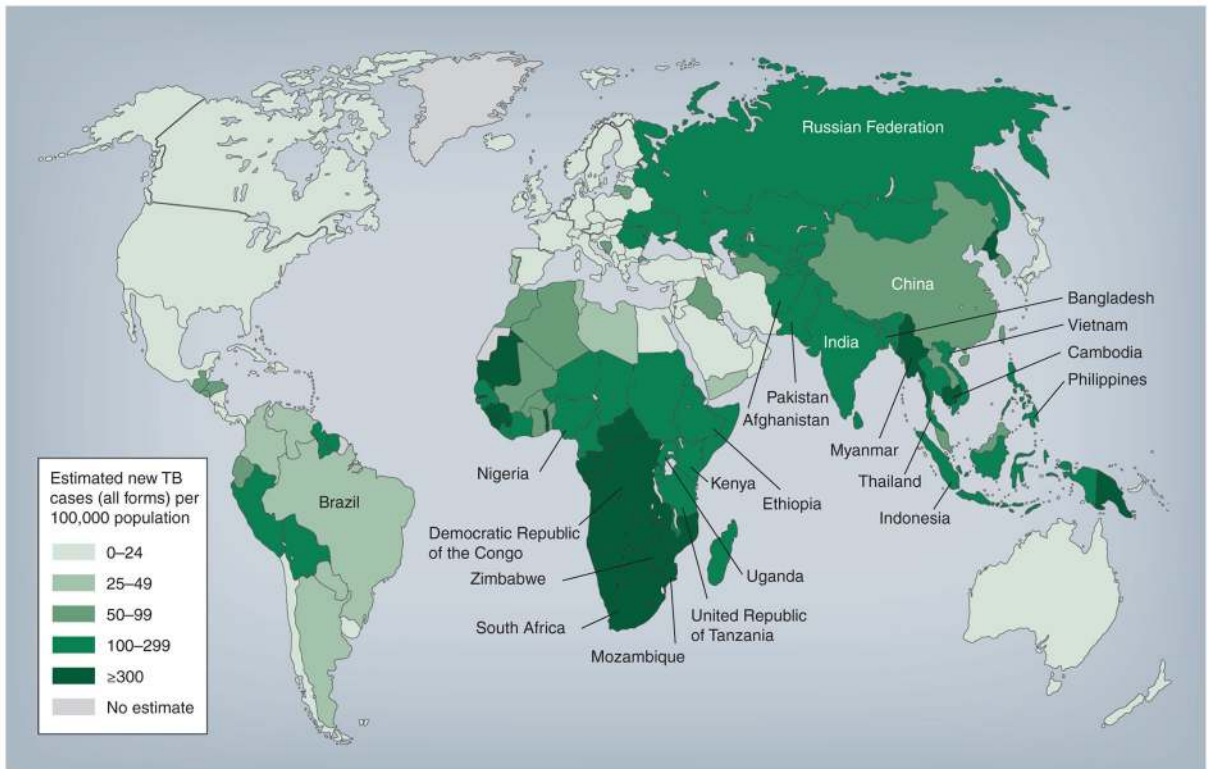 Russian Federation
China
Bangladesh
Vietnam
India
Cambodia
Philippines
Pakistan
Afghanistan
Myanmar
Nigeria
Kenya
Thailand
Ethiopia
Indonesia
Brazil
Democratic Republic
of the Congo
Zimbabwe
Uganda
South Africa
United Republic
of Tanzania
Mozambique
Estimated new TB
cases (all forms) per
100,000 population
0–24
25–49
50–99
100–299
≥300
No estimate